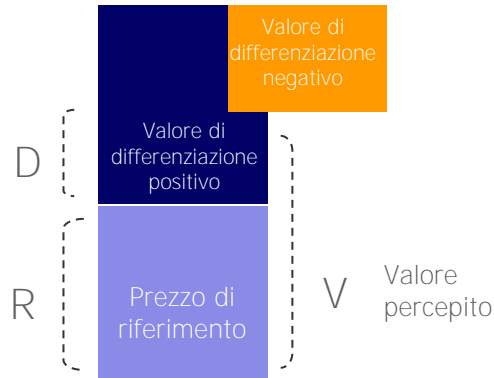 Valore di
differenziazione
negativo
Valore di
differenziazione
positivo
D
Prezzo di
riferimento
R
V
Valore
percepito